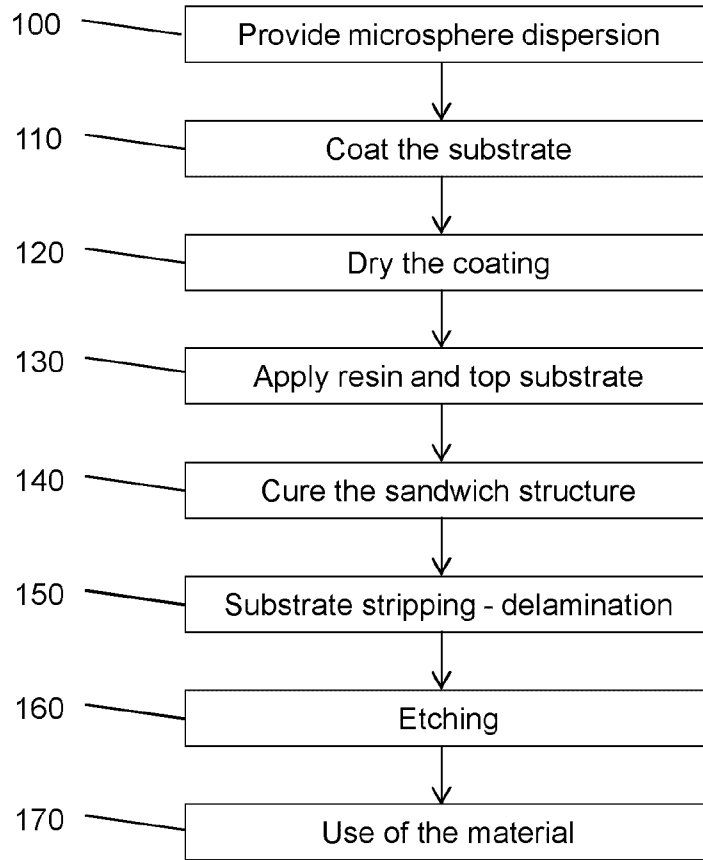 100 Provide microsphere dispersion
110 Coat the substrate
120 Dry the coating
130 Apply resin and top substrate
140 Cure the sandwich structure
150 Substrate stripping - delamination
160 Etching
170 Use of the material